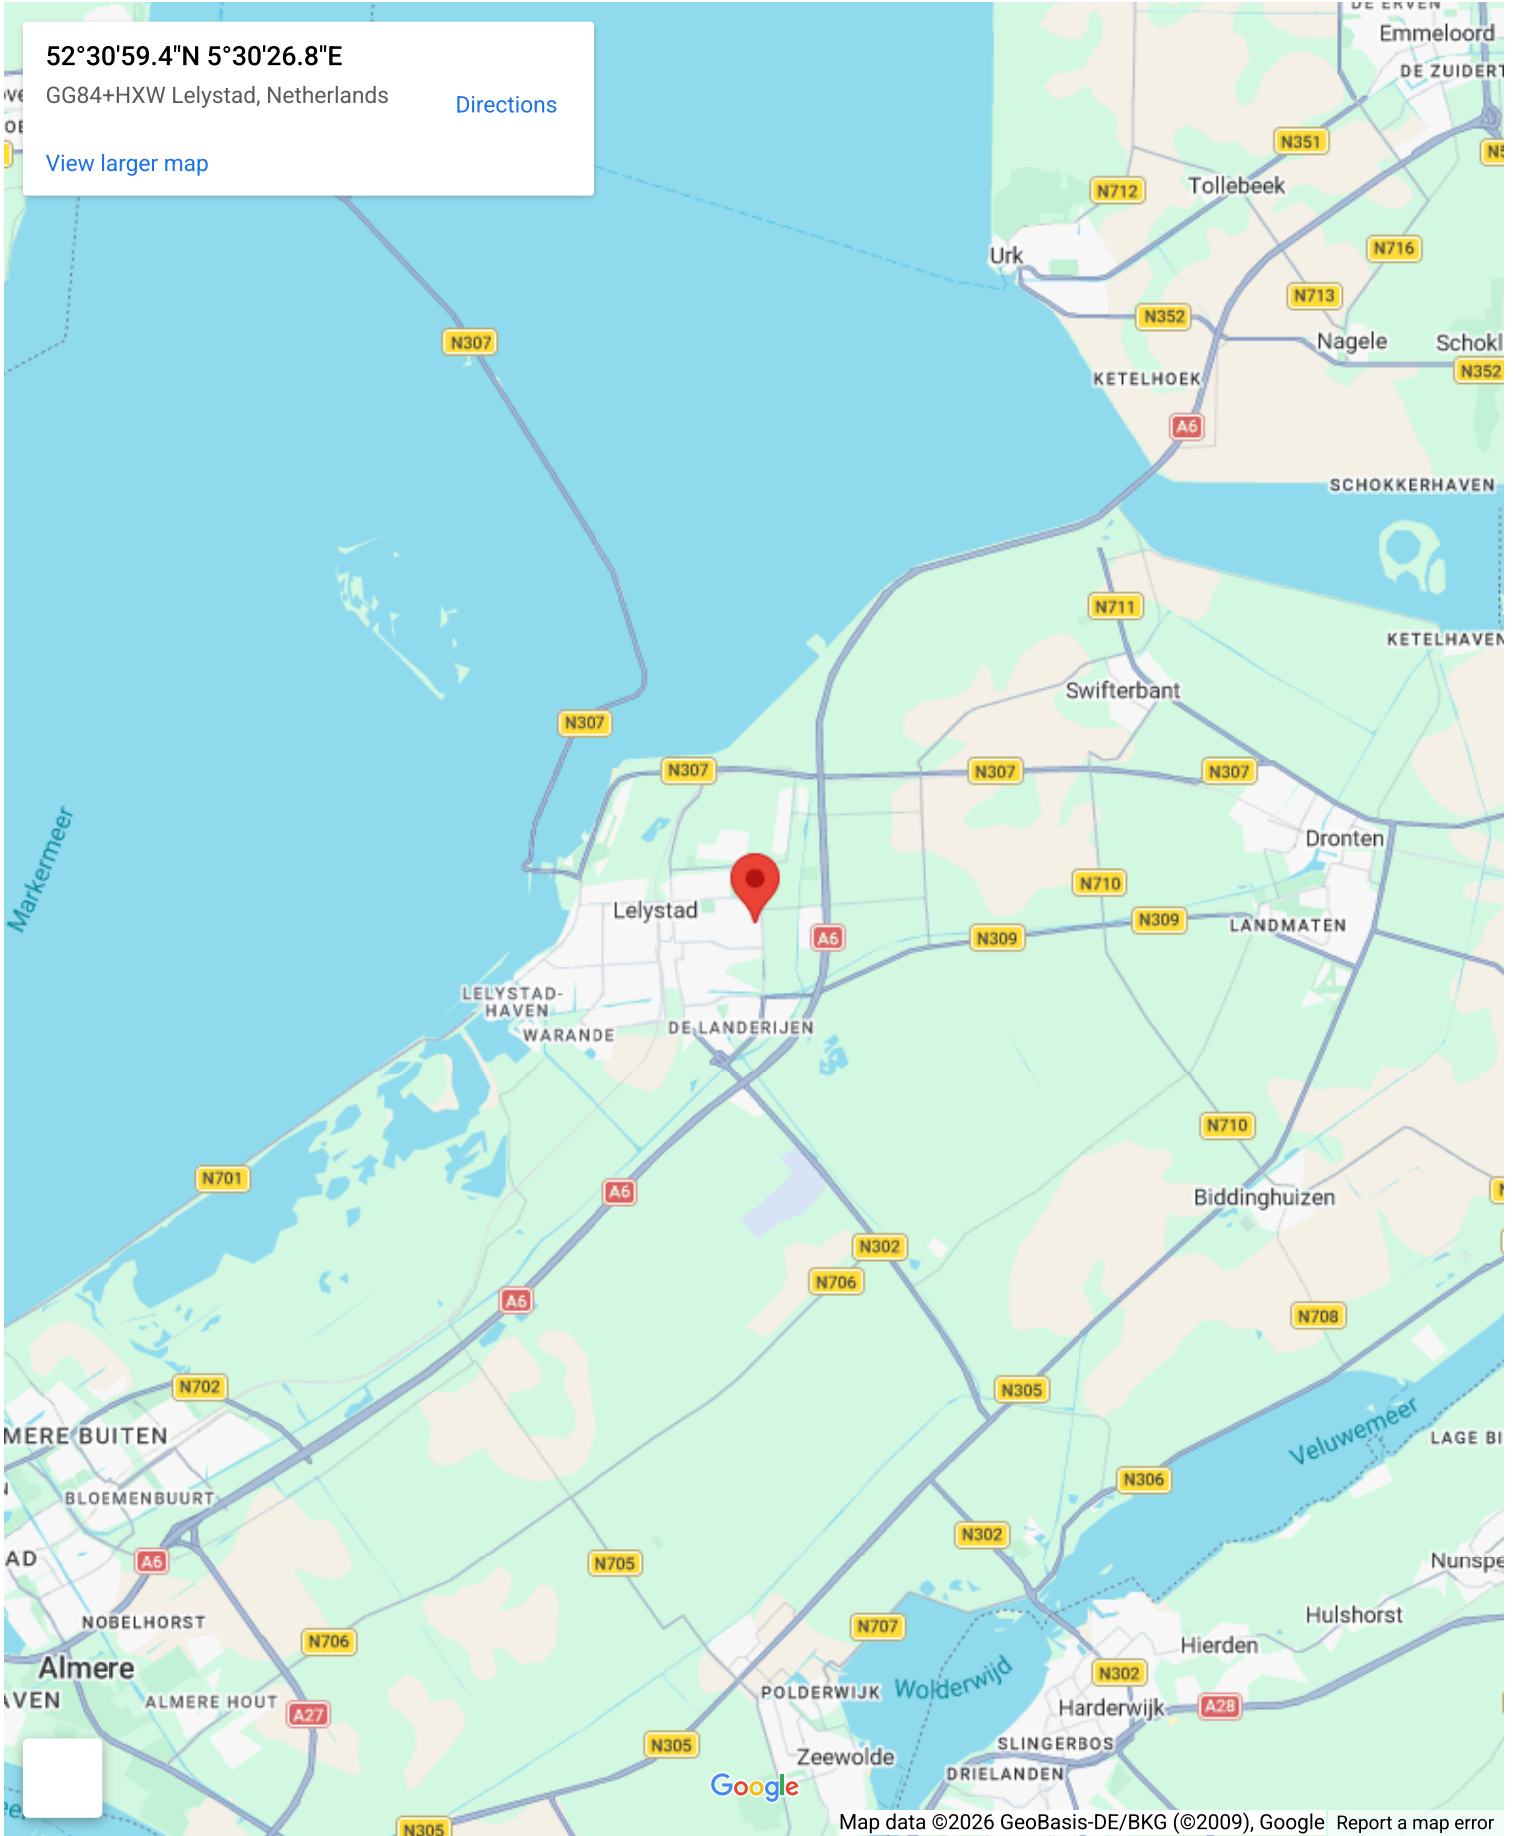 52°30'59.4"N 5°30'26.8"E
GG84+HXW Lelystad, Netherlands
Directions
View larger map
DE ERVEN
Emmeloord
DE ZUIDERT
N351
N712
Tollebeek
N716
Urk
N713
N352
Nagele
Schokl
N352
N307
KETELHOEK
A6
SCHOKKERHAVEN
N711
KETELHAVEN
Swifterbant
N307
N307
N307
N307
Markermeer
Dronten
N710
Lelystad
N309
A6
N309
LANDMATEN
LELYSTAD-
HAVEN
WARANDE
DE LANDERIJEN
N710
N701
A6
Biddinghuizen
N302
N706
A6
N708
N702
N305
MERE BUITEN
Veluwemeer
LAGE BI
N306
BLOEMENBUURT
N302
AD
A6
N705
Nunspe
NOBELHORST
N707
Hulshorst
N706
Hierden
Almere
Wolderwijd
N302
AVEN
ALMERE HOUT
POLDERWIJK
Harderwijk
A28
A27
N305
SLINGERBOS
Zeewolde
DRIELANDEN
Google
N305
Map data ©2026 GeoBasis-DE/BKG (©2009), Google
Report a map error